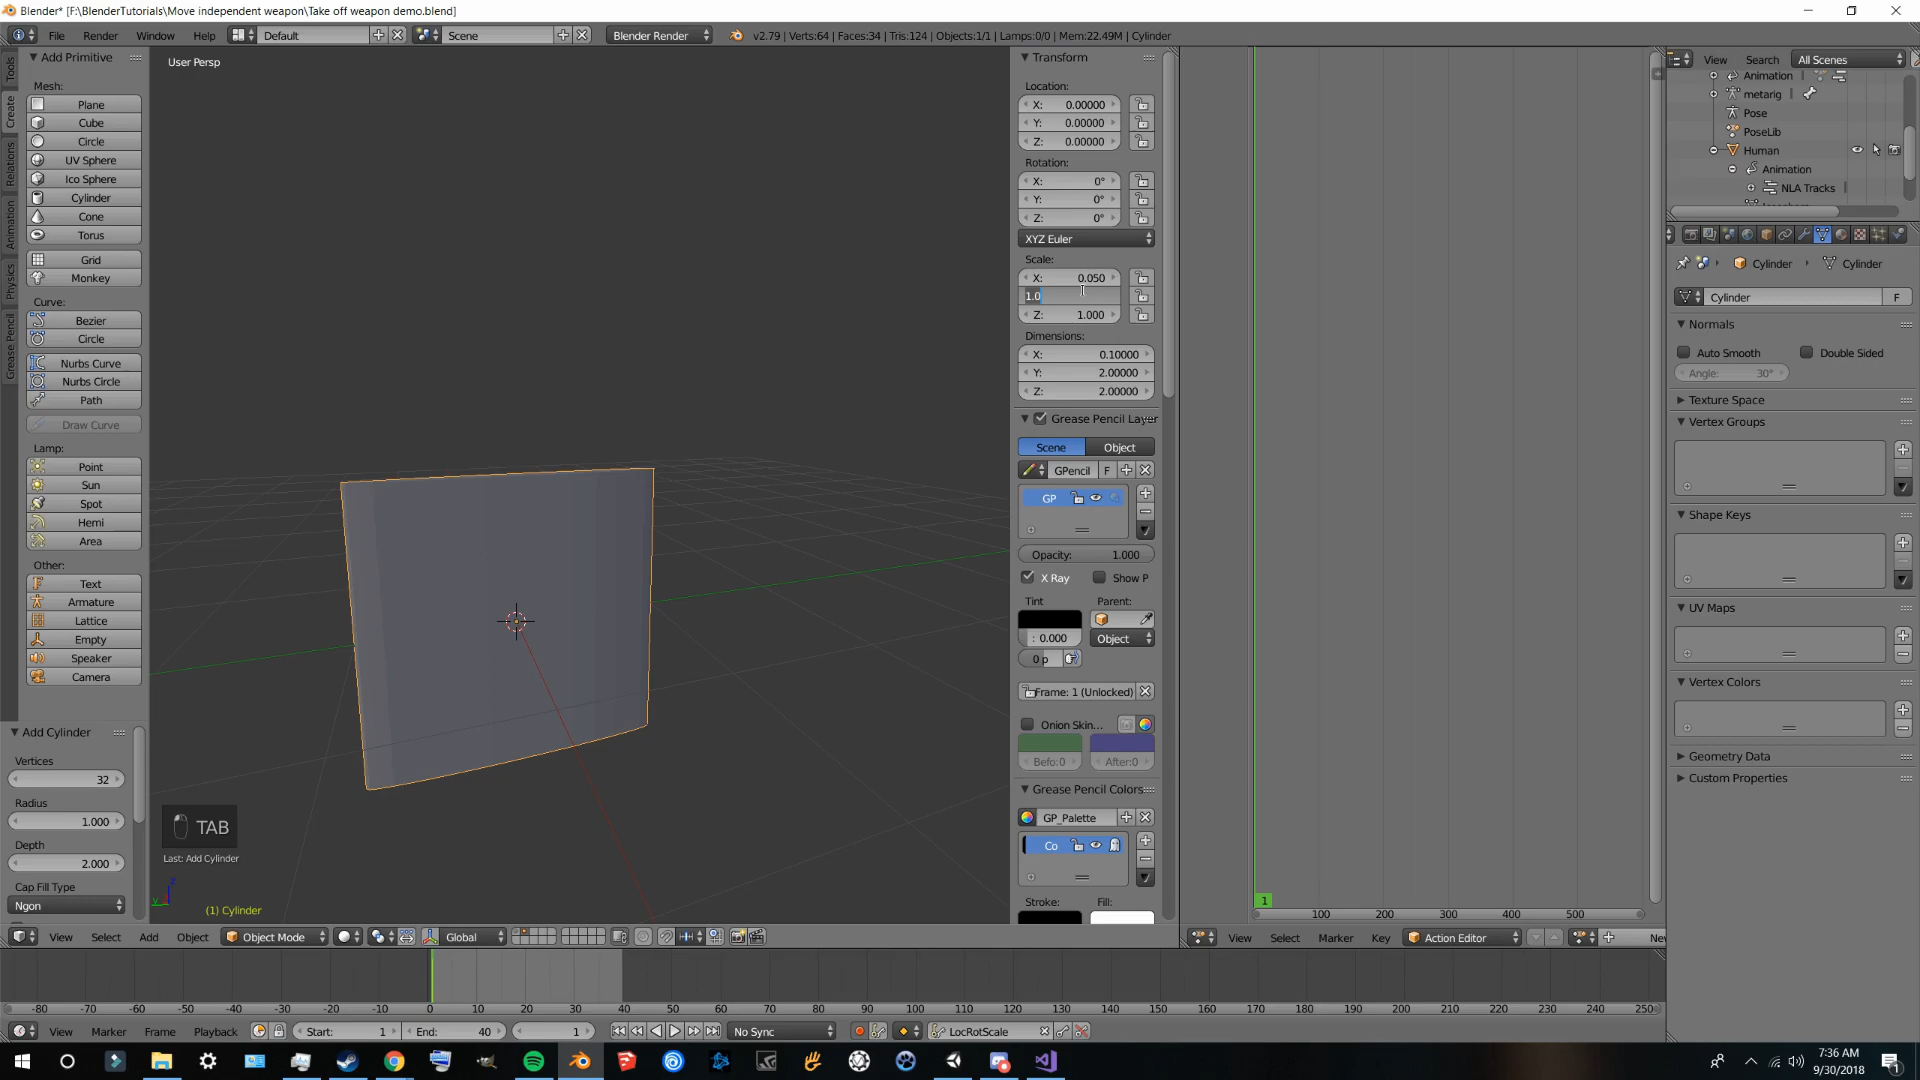 Blender* [F:\BlenderTutorials\Move independent weapon\Take off weapon demo.blend]
File Render Window Help Default Scene Blender Render v2.79 | Verts:64 | Faces:34 | Tris:124 | Objects:1/1 | Lamps:0/0 | Mem:22.49M | Cylinder
Tools
Create
Relations
Animation
Physics
Grease Pencil
Add Primitive
Mesh:
Plane
Cube
Circle
UV Sphere
Ico Sphere
Cylinder
Cone
Torus
Grid
Monkey
Curve:
Bezier
Circle
Nurbs Curve
Nurbs Circle
Path
Draw Curve
Lamp:
Point
Sun
Spot
Hemi
Area
Other:
Text
Armature
Lattice
Empty
Speaker
Camera
Add Cylinder
Vertices
32
Radius
1.000
Depth
2.000
Cap Fill Type
Ngon
User Persp
TAB
Last: Add Cylinder
(1) Cylinder
View Select Add Object Object Mode Global
Transform
Location:
X: 0.00000
Y: 0.00000
Z: 0.00000
Rotation:
X: 0°
Y: 0°
Z: 0°
XYZ Euler
Scale:
X: 0.050
1.0
Z: 1.000
Dimensions:
X: 0.10000
Y: 2.00000
Z: 2.00000
Grease Pencil Layer
Scene Object
GPencil F
GP
Opacity: 1.000
X Ray Show P
Tint Parent:
: 0.000 Object
0 p
Frame: 1 (Unlocked)
Onion Skin...
Befo:0 After:0
Grease Pencil Colors
GP_Palette
Co
Stroke: Fill:
1
100 200 300 400 500
View Select Marker Key Action Editor New
View Search All Scenes
Animation
metarig
Pose
PoseLib
Human
Animation
NLA Tracks
Cylinder Cylinder
Cylinder F
Normals
Auto Smooth Double Sided
Angle: 30°
Texture Space
Vertex Groups
Shape Keys
UV Maps
Vertex Colors
Geometry Data
Custom Properties
-80 -70 -60 -50 -40 -30 -20 -10 0 10 20 30 40 50 60 70 80 90 100 110 120 130 140 150 160 170 180 190 200 210 220 230 240 250
View Marker Frame Playback Start: 1 End: 40 1 No Sync LocRotScale
7:36 AM
9/30/2018
1